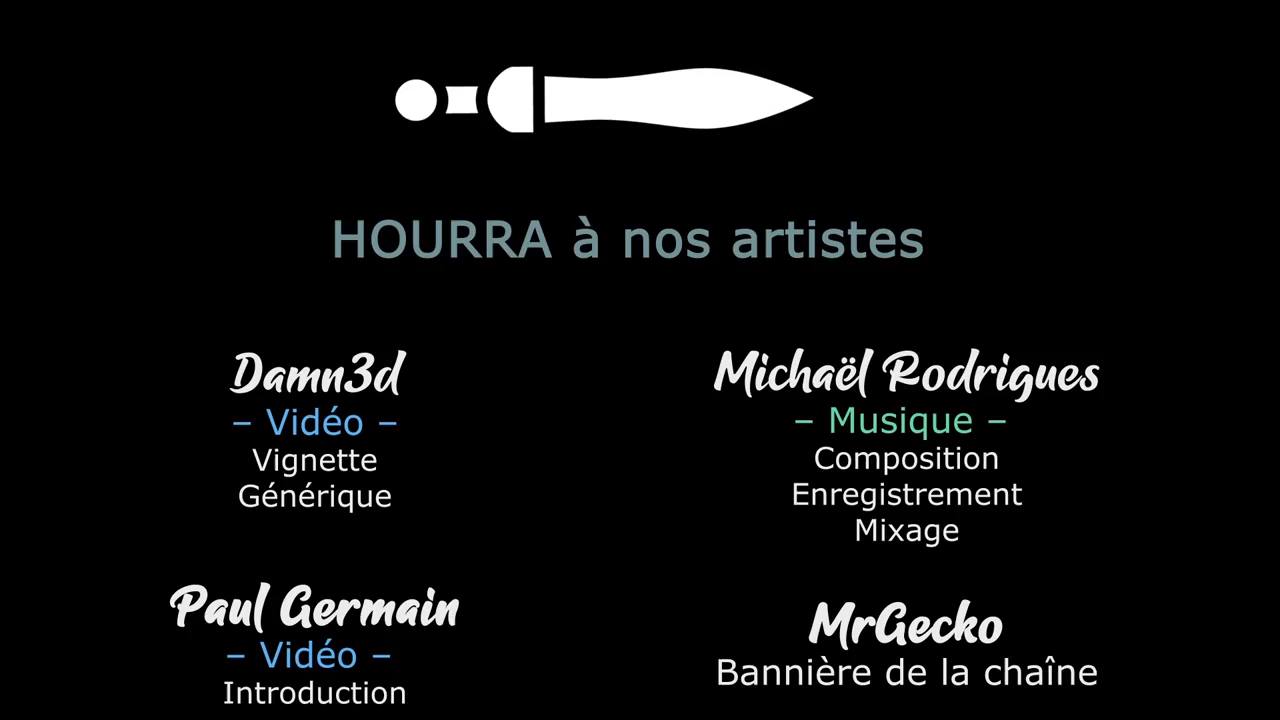 HOURRA à nos artistes
Damn3d
– Vidéo –
Vignette
Générique
Michaël Rodrigues
– Musique –
Composition
Enregistrement
Mixage
Paul Germain
– Vidéo –
Introduction
MrGecko
Bannière de la chaîne